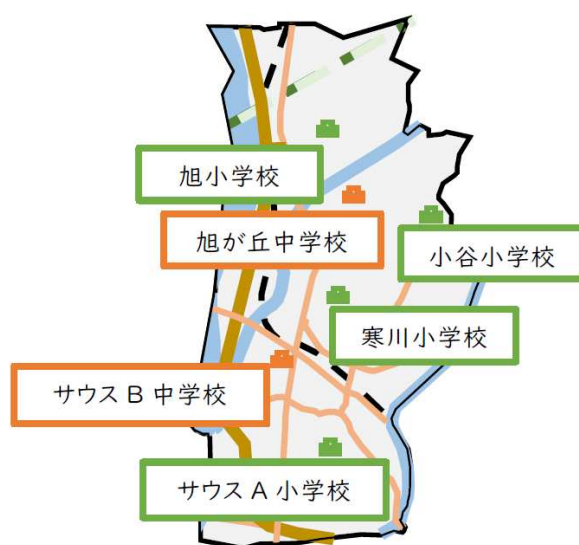 旭小学校
旭が丘中学校
小谷小学校
寒川小学校
サウス B 中学校
サウス A 小学校